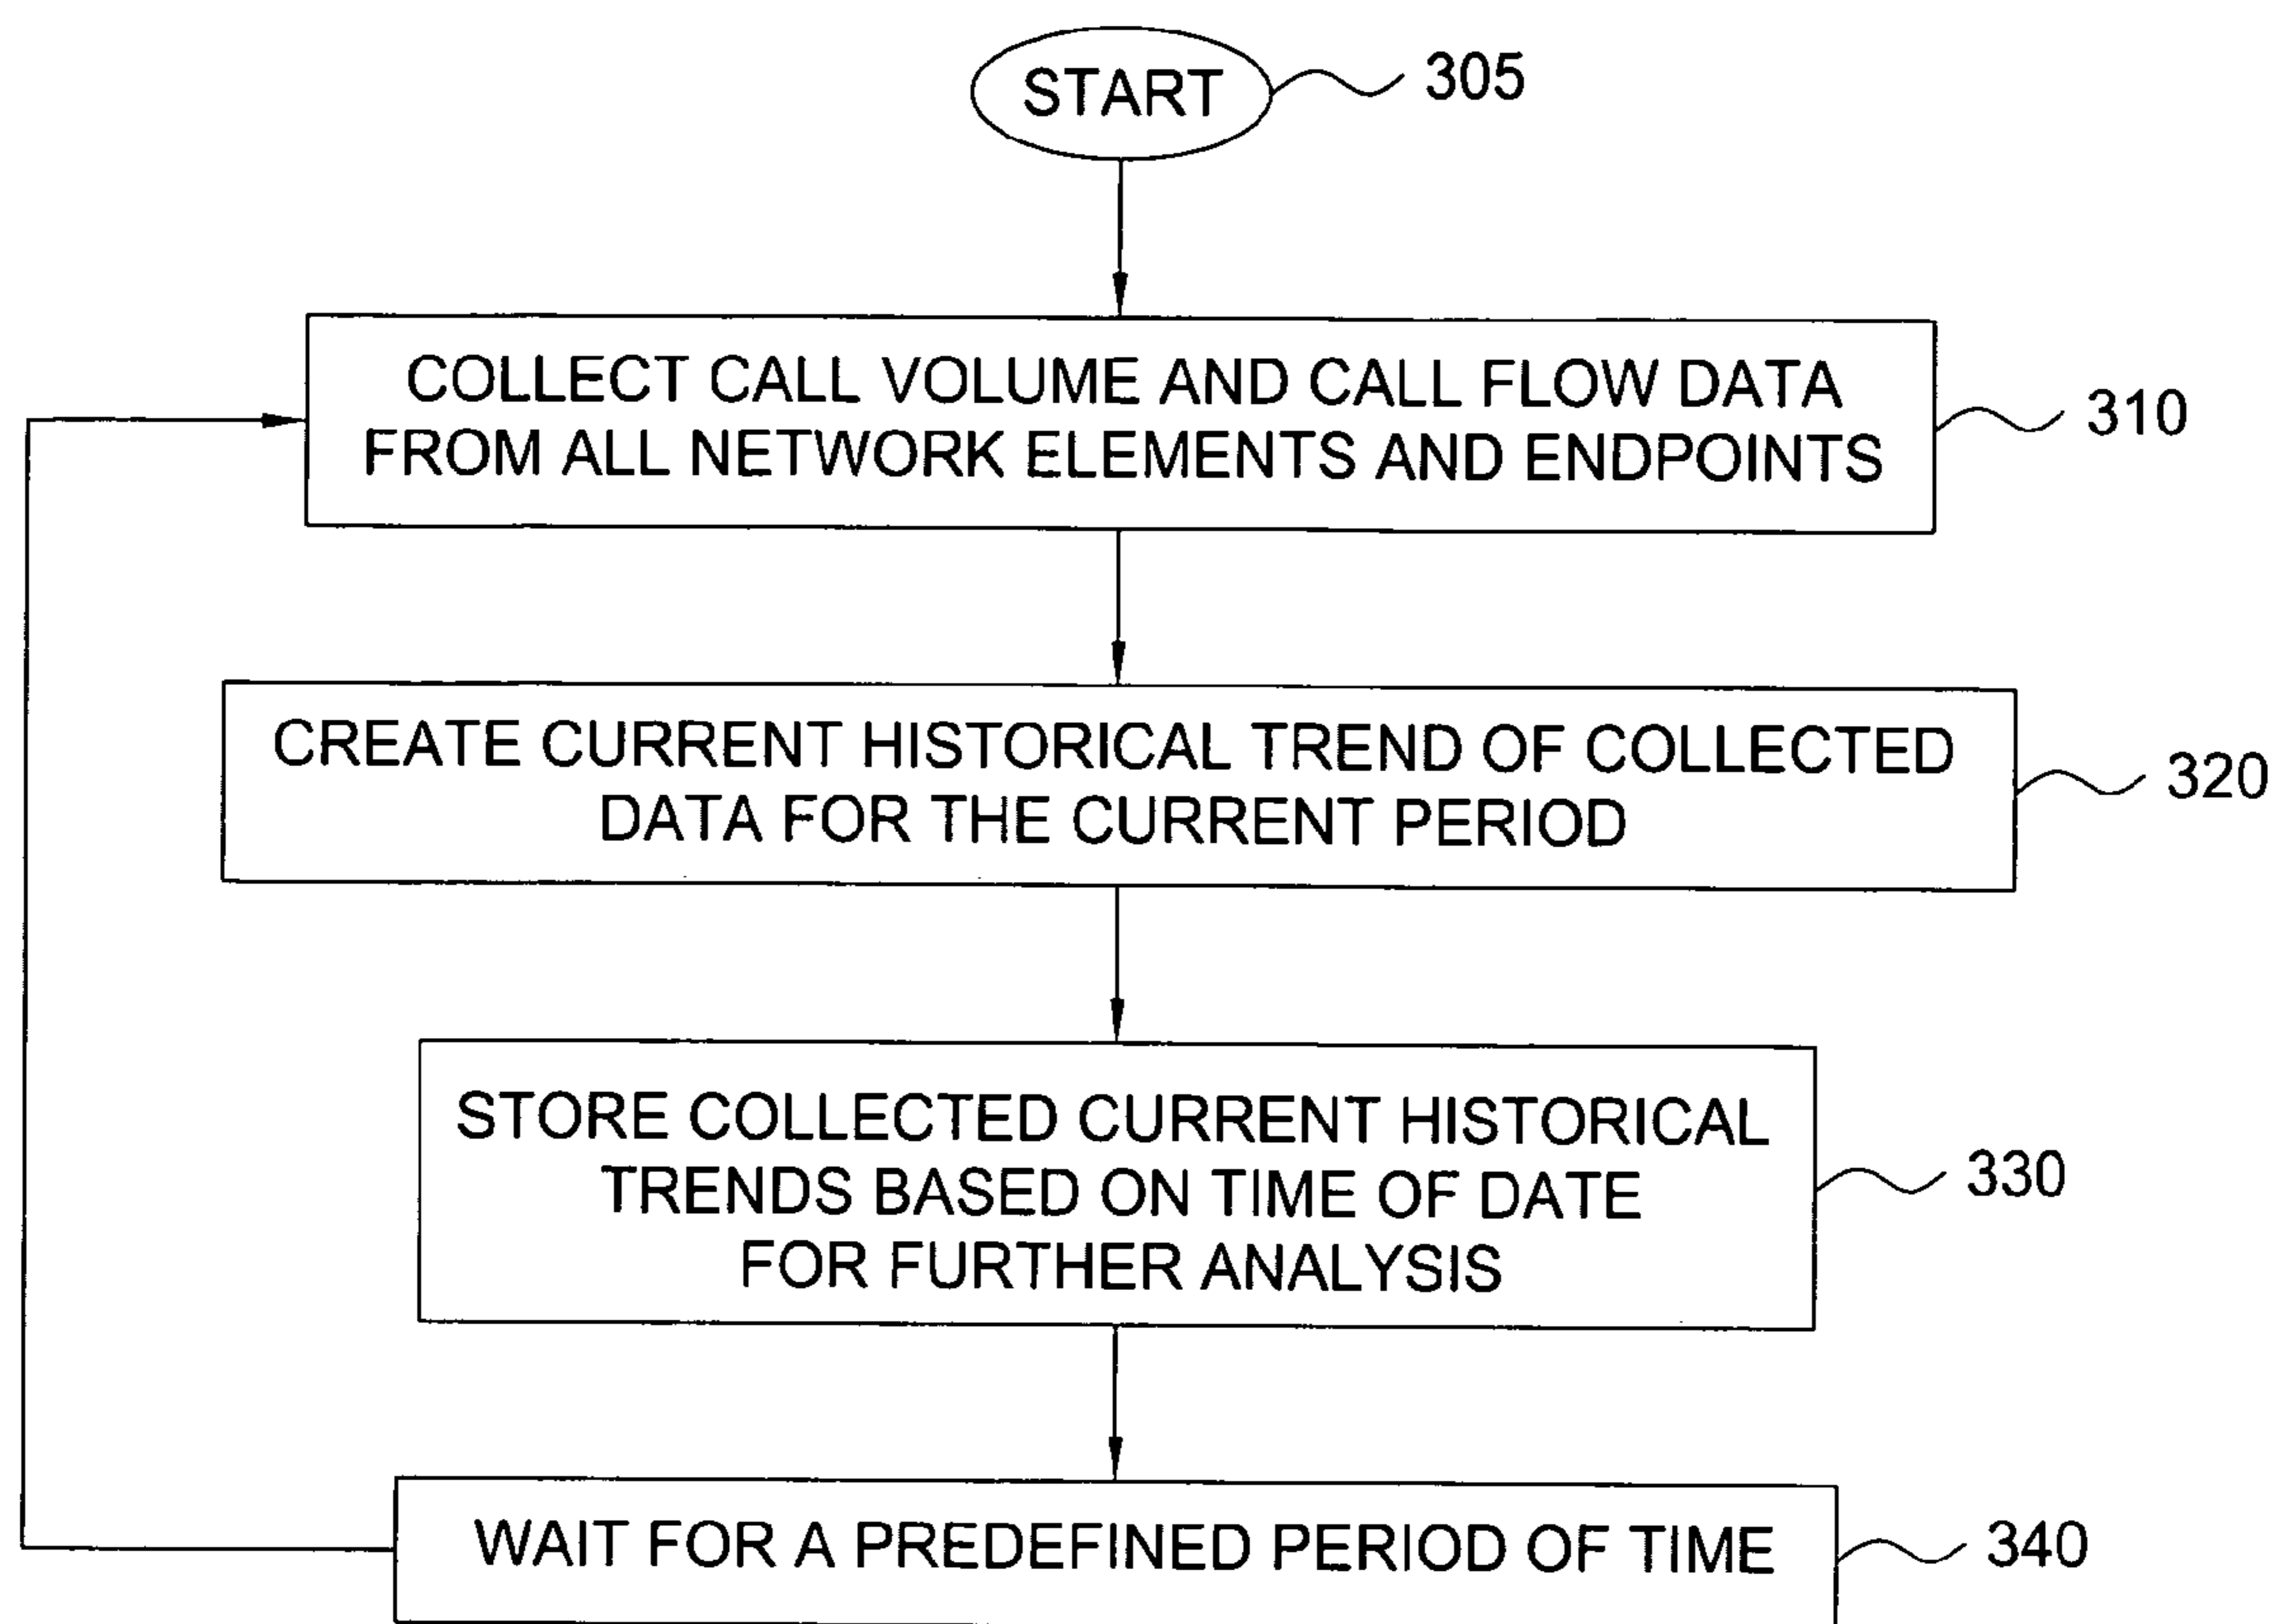 START
305
COLLECT CALL VOLUME AND CALL FLOW DATA
FROM ALL NETWORK ELEMENTS AND ENDPOINTS
310
CREATE CURRENT HISTORICAL TREND OF COLLECTED
DATA FOR THE CURRENT PERIOD
320
STORE COLLECTED CURRENT HISTORICAL
TRENDS BASED ON TIME OF DATE
FOR FURTHER ANALYSIS
330
WAIT FOR A PREDEFINED PERIOD OF TIME
340